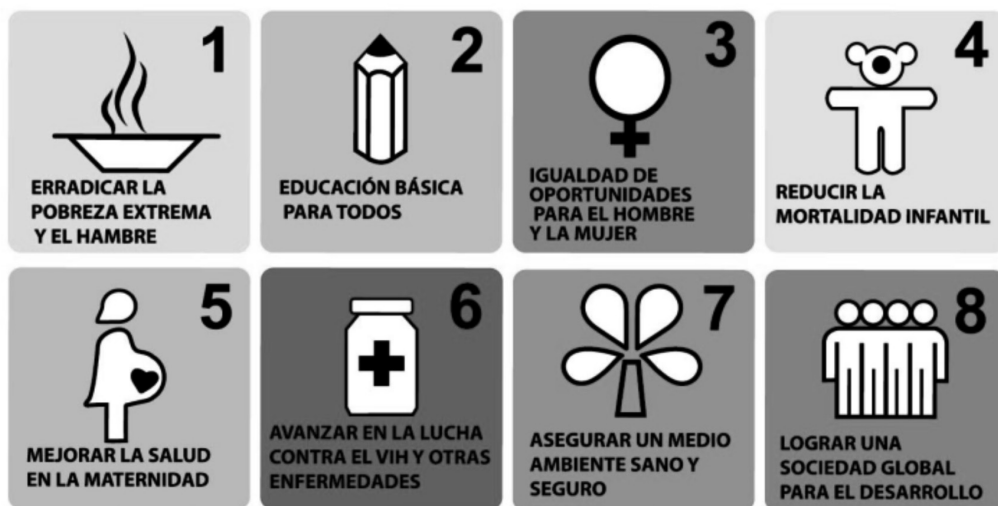 1
ERRADICAR LA
POBREZA EXTREMA
Y EL HAMBRE
2
EDUCACIÓN BÁSICA
PARA TODOS
3
IGUALDAD DE
OPORTUNIDADES
PARA EL HOMBRE
Y LA MUJER
4
REDUCIR LA
MORTALIDAD INFANTIL
5
MEJORAR LA SALUD
EN LA MATERNIDAD
6
AVANZAR EN LA LUCHA
CONTRA EL VIH Y OTRAS
ENFERMEDADES
7
ASEGURAR UN MEDIO
AMBIENTE SANO Y
SEGURO
8
LOGRAR UNA
SOCIEDAD GLOBAL
PARA EL DESARROLLO